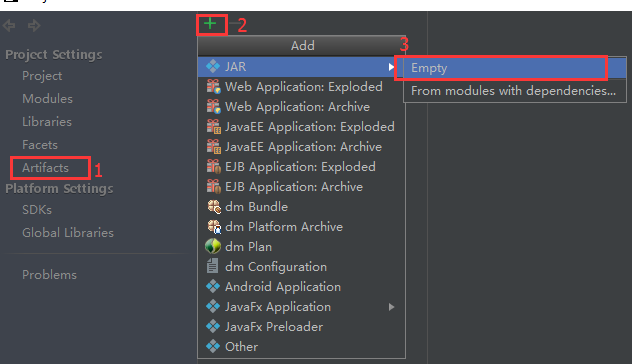 2
Add
3
Project Settings
Project
Modules
Libraries
Facets
Artifacts
1
Platform Settings
SDKs
Global Libraries
Problems
JAR
Empty
From modules with dependencies...
Web Application: Exploded
Web Application: Archive
JavaEE Application: Exploded
JavaEE Application: Archive
EJB Application: Exploded
EJB Application: Archive
dm Bundle
dm Platform Archive
dm Plan
dm Configuration
Android Application
JavaFx Application
JavaFx Preloader
Other